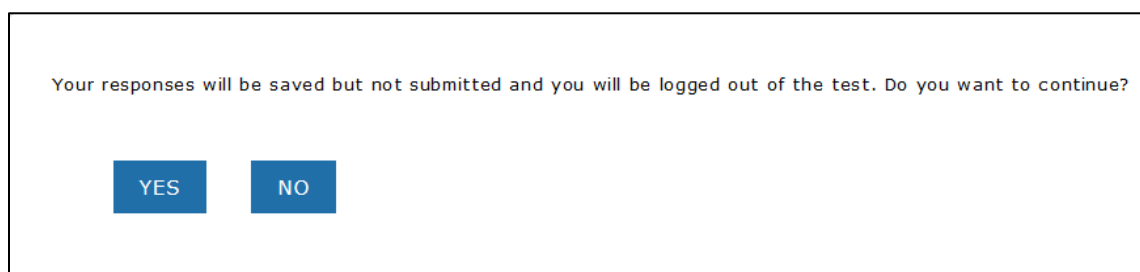 Your responses will be saved but not submitted and you will be logged out of the test. Do you want to continue?
YES NO